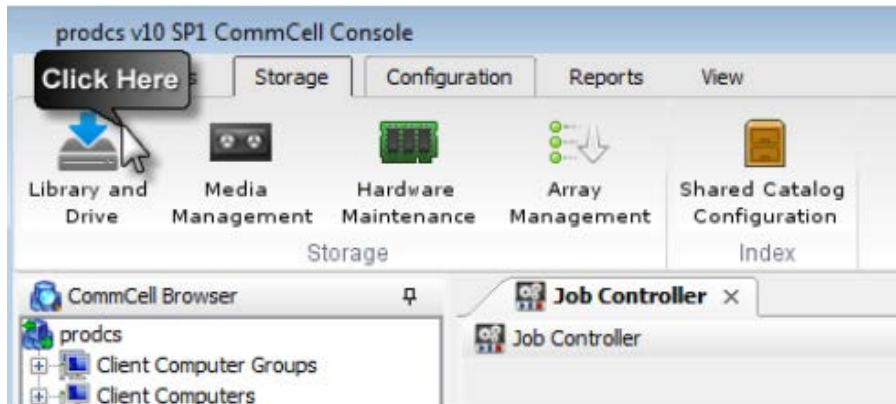 prodcs v10 SP1 CommCell Console
Click Here
Storage
Configuration
Reports
View
Library and Drive
Media Management
Hardware Maintenance
Array Management
Shared Catalog Configuration
Storage
Index
CommCell Browser
Job Controller
prodcs
Job Controller
Client Computer Groups
Client Computers